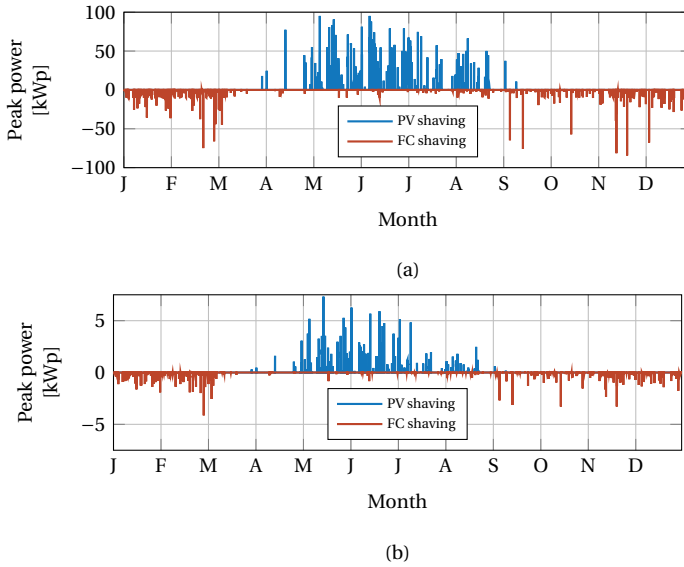 100
50
0
−50
−100
Peak power
[kWp]
PV shaving
FC shaving
J F M A M J J A S O N D
Month
(a)
5
0
−5
Peak power
[kWp]
PV shaving
FC shaving
J F M A M J J A S O N D
Month
(b)